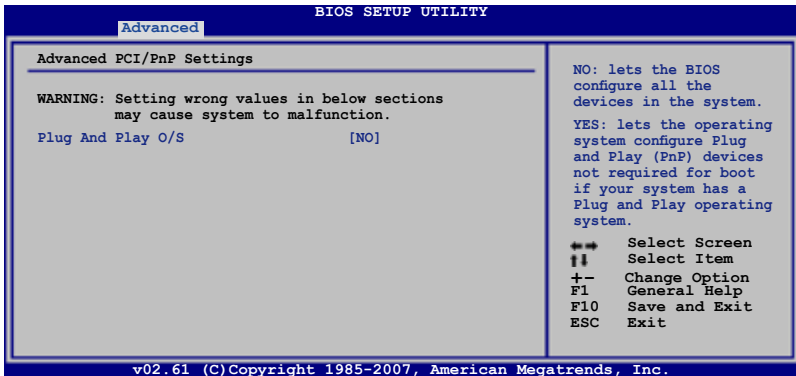 BIOS SETUP UTILITY
Advanced
Advanced PCI/PnP Settings
WARNING: Setting wrong values in below sections
may cause system to malfunction.
Plug And Play O/S [NO]
NO: lets the BIOS
configure all the
devices in the system.
YES: lets the operating
system configure Plug
and Play (PnP) devices
not required for boot
if your system has a
Plug and Play operating
system.
←→ Select Screen
↑↓ Select Item
+- Change Option
F1 General Help
F10 Save and Exit
ESC Exit
v02.61 (C)Copyright 1985-2007, American Megatrends, Inc.